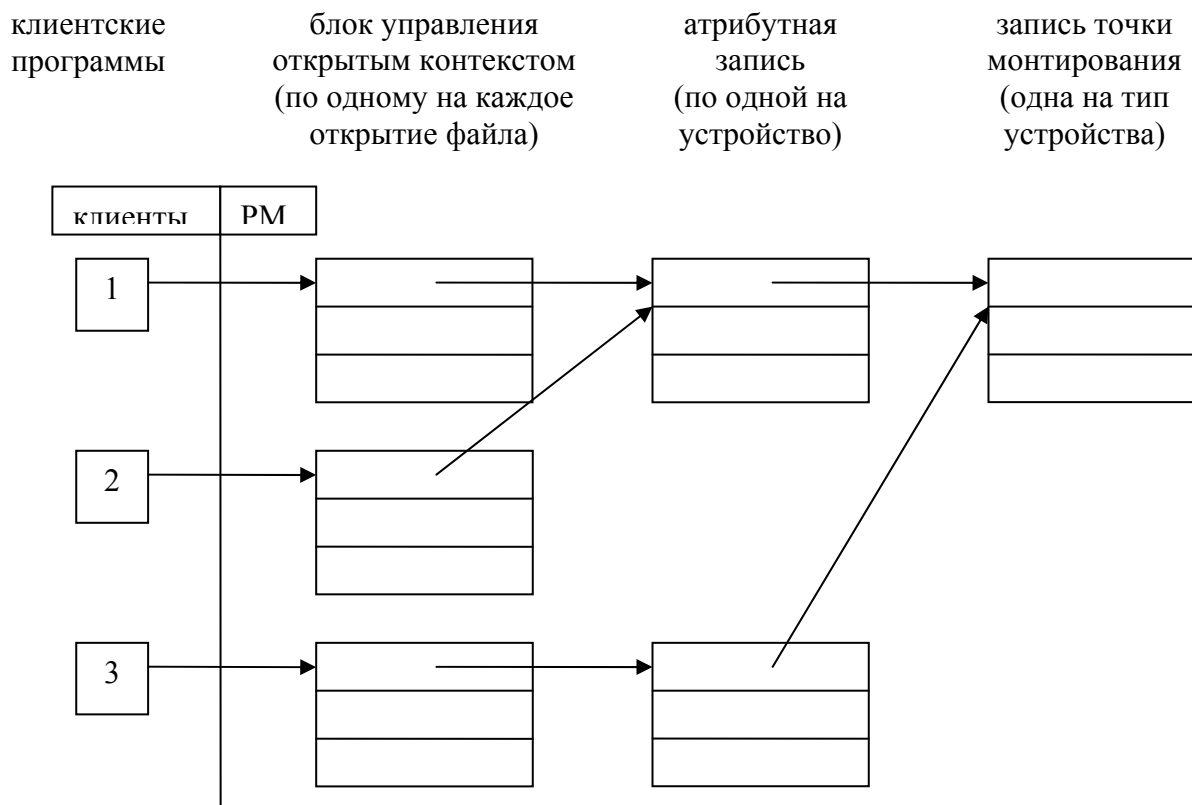 клиентские
программы
блок управления
открытым контекстом
(по одному на каждое
открытие файла)
атрибутная
запись
(по одной на
устройство)
запись точки
монтирования
(одна на тип
устройства)
клиенты
РМ
1
2
3